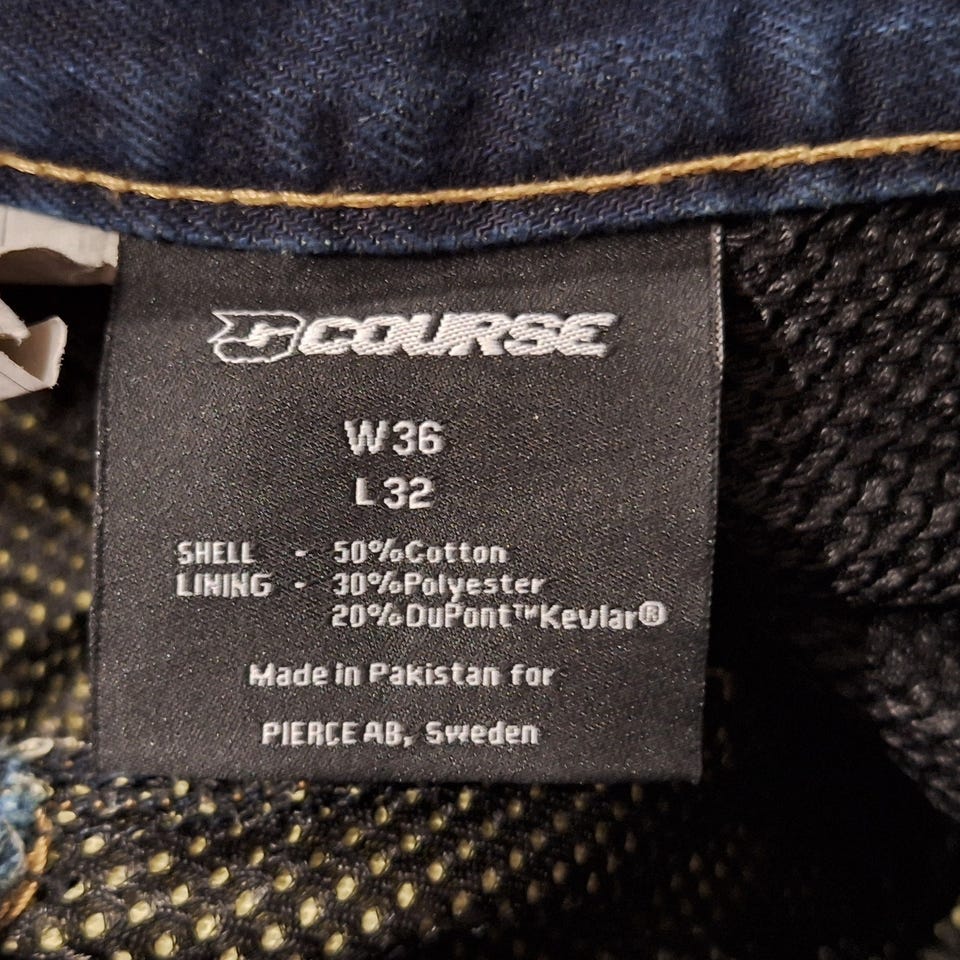 COURSE
W36
L32
SHELL - 50%Cotton
LINING - 30%Polyester
20%DuPont™Kevlar®
Made in Pakistan for
PIERCE AB, Sweden